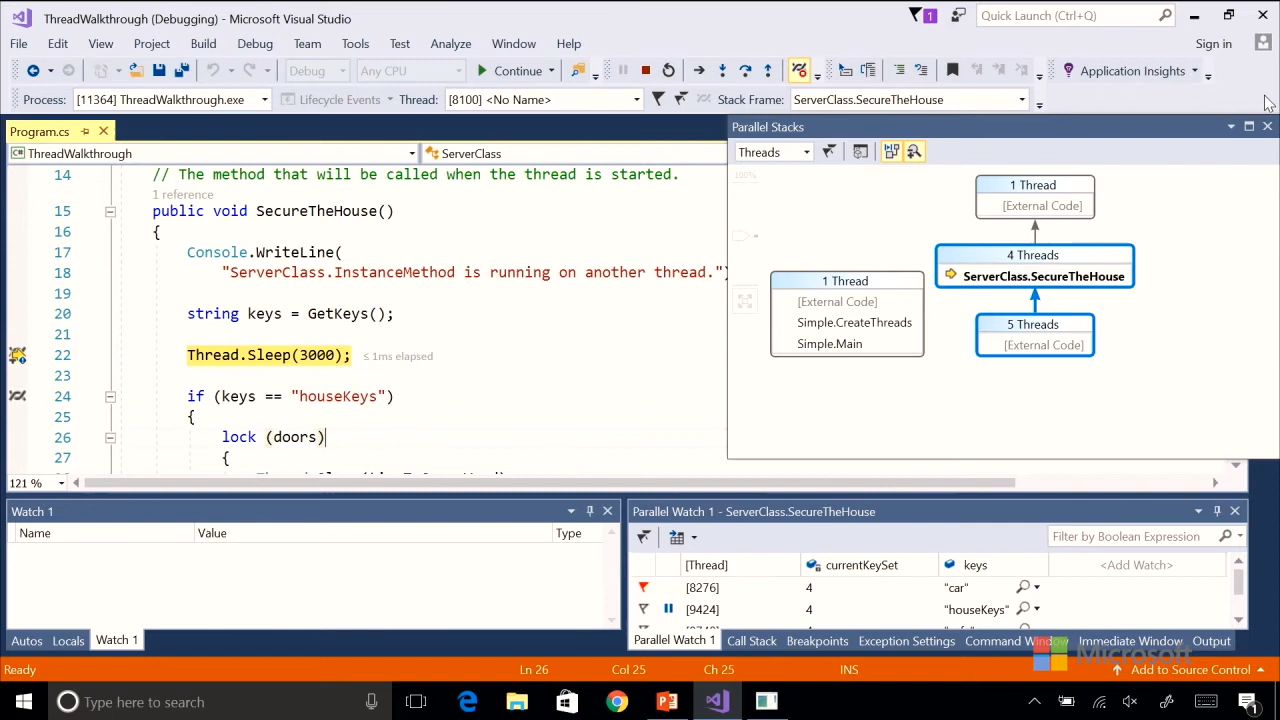 ThreadWalkthrough (Debugging) - Microsoft Visual Studio
1
Quick Launch (Ctrl+Q)
File Edit View Project Build Debug Team Tools Test Analyze Window Help
Sign in
Debug Any CPU Continue Application Insights
Process: [11364] ThreadWalkthrough.exe Lifecycle Events Thread: [8100] <No Name> Stack Frame: ServerClass.SecureTheHouse
Program.cs
ThreadWalkthrough ServerClass
14 // The method that will be called when the thread is started.
1 reference
15 public void SecureTheHouse()
16 {
17 Console.WriteLine(
18 "ServerClass.InstanceMethod is running on another thread.")
19
20 string keys = GetKeys();
21
22 Thread.Sleep(3000); ≤ 1ms elapsed
23
24 if (keys == "houseKeys")
25 {
26 lock (doors)
27 {
121 %
Parallel Stacks
Threads
100%
1 Thread
[External Code]
4 Threads
ServerClass.SecureTheHouse
5 Threads
[External Code]
1 Thread
[External Code]
Simple.CreateThreads
Simple.Main
Watch 1
Name Value Type
Autos Locals Watch 1
Parallel Watch 1 - ServerClass.SecureTheHouse
Filter by Boolean Expression
[Thread] currentKeySet keys <Add Watch>
[8276] 4 "car"
[9424] 4 "houseKeys"
Parallel Watch 1 Call Stack Breakpoints Exception Settings Command Window Immediate Window Output
Microsoft
Ready Ln 26 Col 25 Ch 25 INS Add to Source Control
Type here to search
1